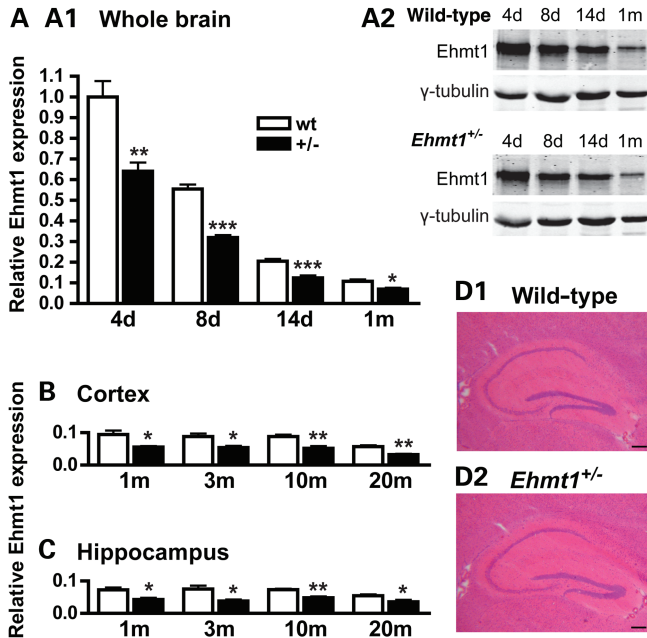 A A1 Whole brain
Relative Ehmt1 expression
1.1
1.0
0.9
0.8
0.7
0.6
0.5
0.4
0.3
0.2
0.1
0.0
wt
+/-
** *** *** *
4d 8d 14d 1m
A2 Wild-type 4d 8d 14d 1m
Ehmt1
γ-tubulin
Ehmt1+/- 4d 8d 14d 1m
Ehmt1
γ-tubulin
B Cortex
Relative Ehmt1 expression
0.1
0.0
* * ** **
1m 3m 10m 20m
C Hippocampus
0.1
0.0
* * ** *
1m 3m 10m 20m
D1 Wild-type
D2 Ehmt1+/-